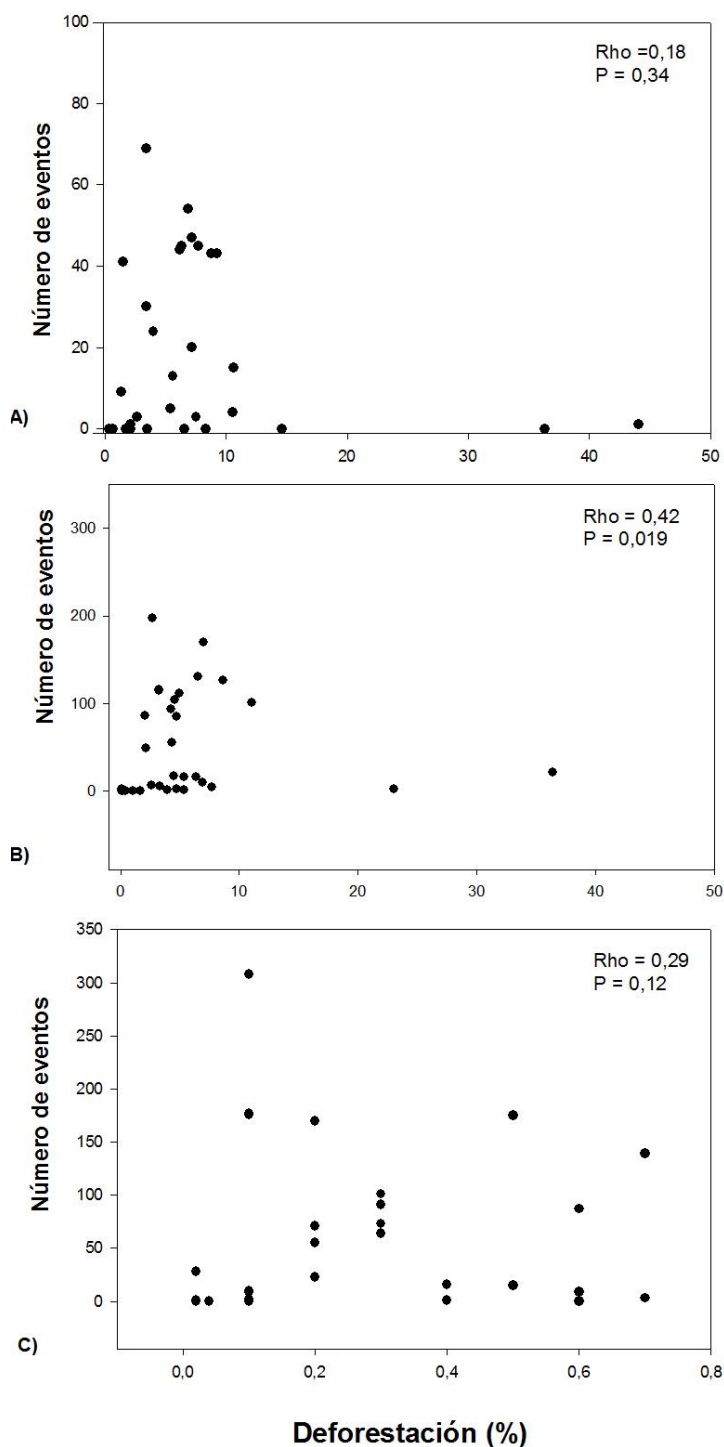 100
Rho =0,18
P = 0,34
80
60
40
20
0
Número de eventos
A)
0
10
20
30
40
50
Rho = 0,42
P = 0,019
300
200
100
0
Número de eventos
B)
0
10
20
30
40
50
350
Rho = 0,29
P = 0,12
300
250
200
150
100
50
0
Número de eventos
C)
0,0
0,2
0,4
0,6
0,8
Deforestación (%)